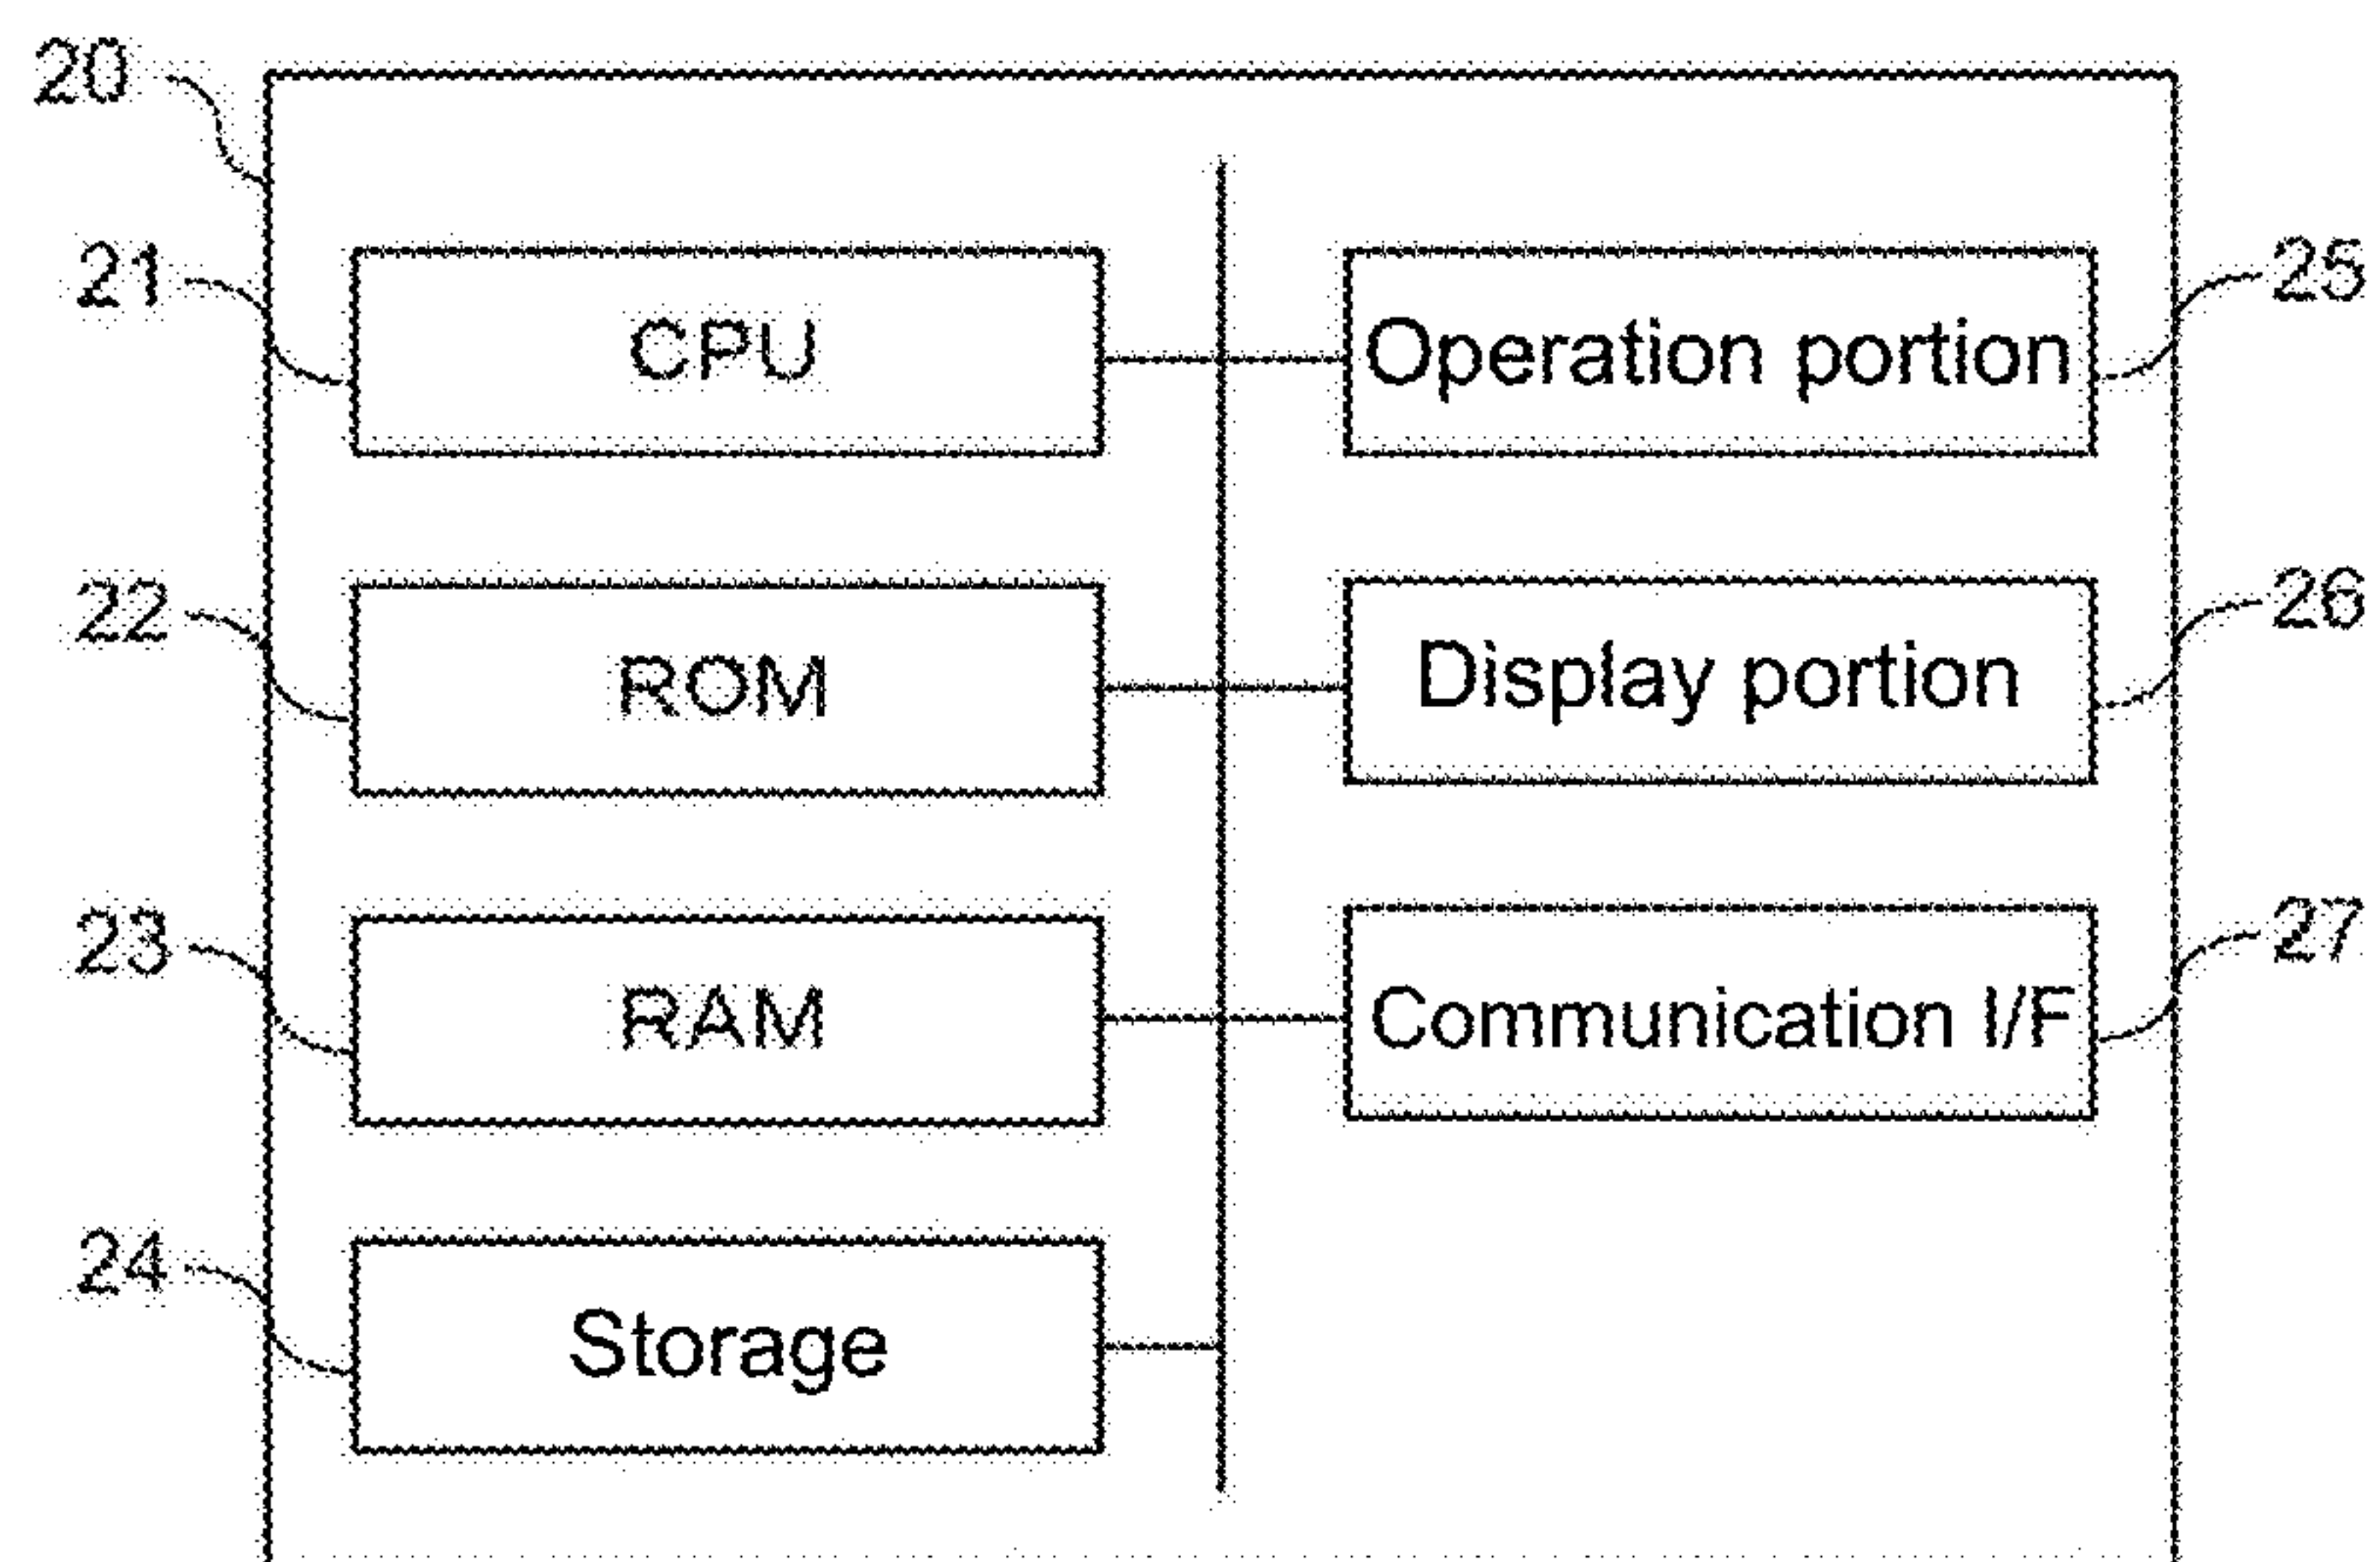 20
21 CPU Operation portion 25
22 ROM Display portion 26
23 RAM Communication I/F 27
24 Storage